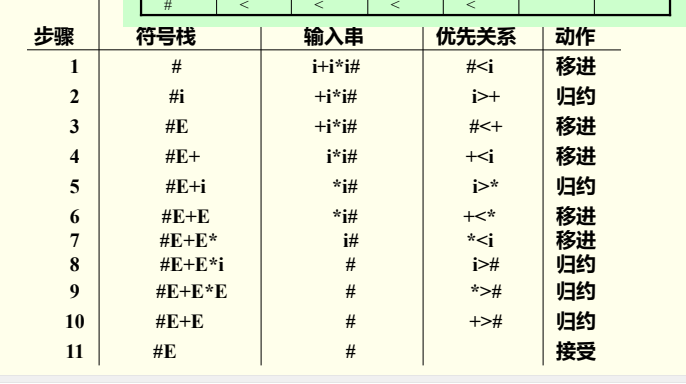 # < < < <
步骤 符号栈 输入串 优先关系 动作
1 # i+i*i# #<i 移进
2 #i +i*i# i>+ 归约
3 #E +i*i# #<+ 移进
4 #E+ i*i# +<i 移进
5 #E+i *i# i>* 归约
6 #E+E *i# +<* 移进
7 #E+E* i# *<i 移进
8 #E+E*i # i># 归约
9 #E+E*E # *># 归约
10 #E+E # +># 归约
11 #E # 接受